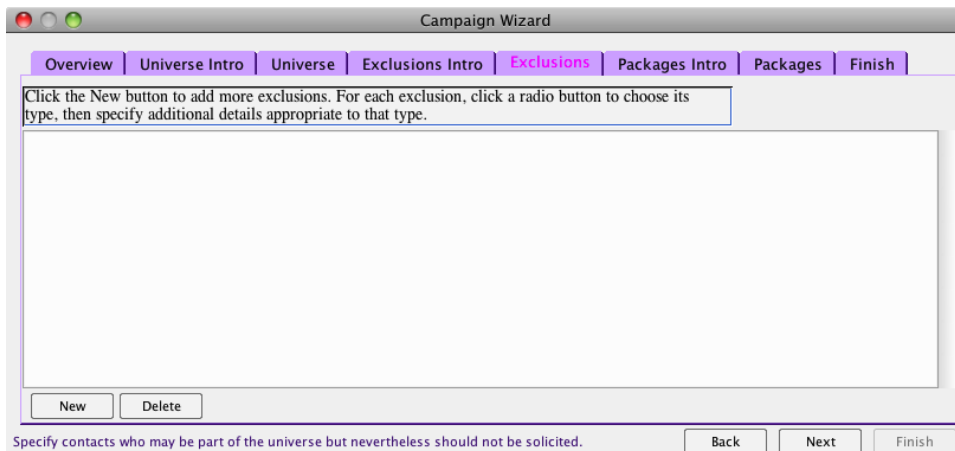 Campaign Wizard
Overview Universe Intro Universe Exclusions Intro Exclusions Packages Intro Packages Finish
Click the New button to add more exclusions. For each exclusion, click a radio button to choose its
type, then specify additional details appropriate to that type.
New Delete
Specify contacts who may be part of the universe but nevertheless should not be solicited. Back Next Finish